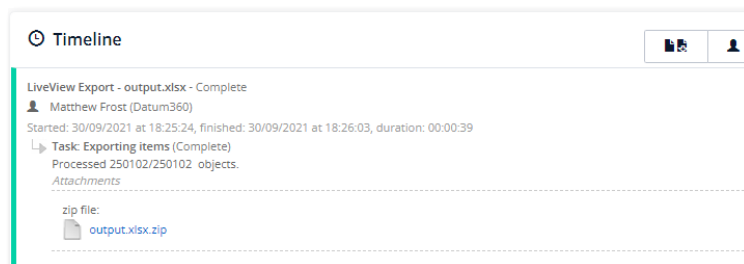 Timeline
LiveView Export - output.xlsx - Complete
Matthew Frost (Datum360)
Started: 30/09/2021 at 18:25:24, finished: 30/09/2021 at 18:26:03, duration: 00:00:39
Task: Exporting items (Complete)
Processed 250102/250102 objects.
Attachments
zip file:
output.xlsx.zip